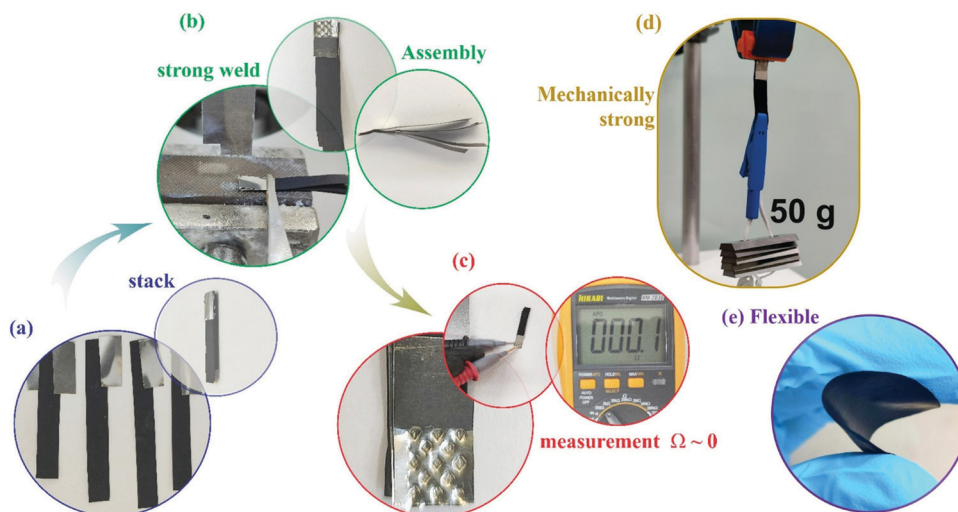 (a)
stack
(b)
strong weld
Assembly
(c)
000.1
Ω
measurement Ω ~ 0
(d)
Mechanically
strong
50 g
(e) Flexible